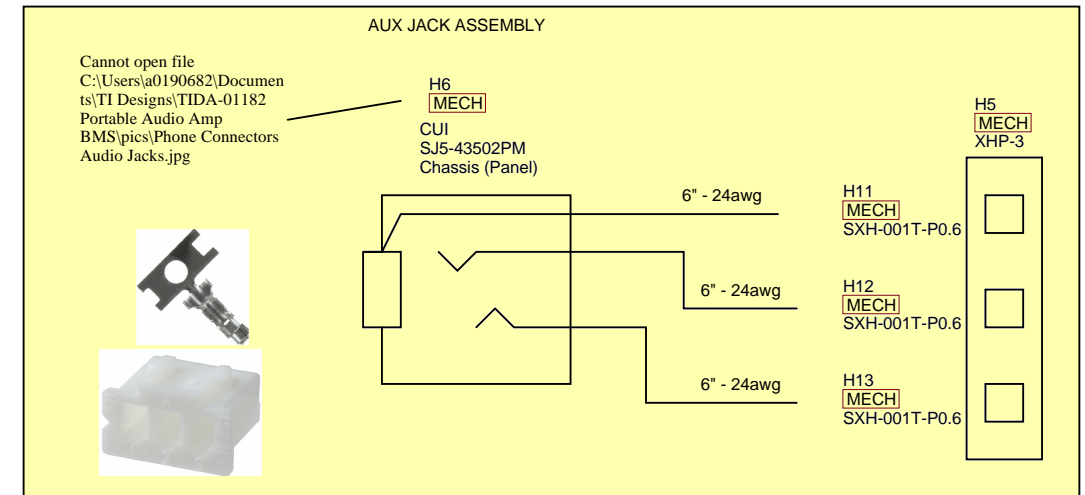 AUX JACK ASSEMBLY
Cannot open file
C:\Users\a0190682\Documen
ts\TI Designs\TIDA-01182
Portable Audio Amp
BMS\pics\Phone Connectors
Audio Jacks.jpg
H6
MECH
CUI
SJ5-43502PM
Chassis (Panel)
H5
MECH
XHP-3
6" - 24awg
H11
MECH
SXH-001T-P0.6
6" - 24awg
H12
MECH
SXH-001T-P0.6
6" - 24awg
H13
MECH
SXH-001T-P0.6